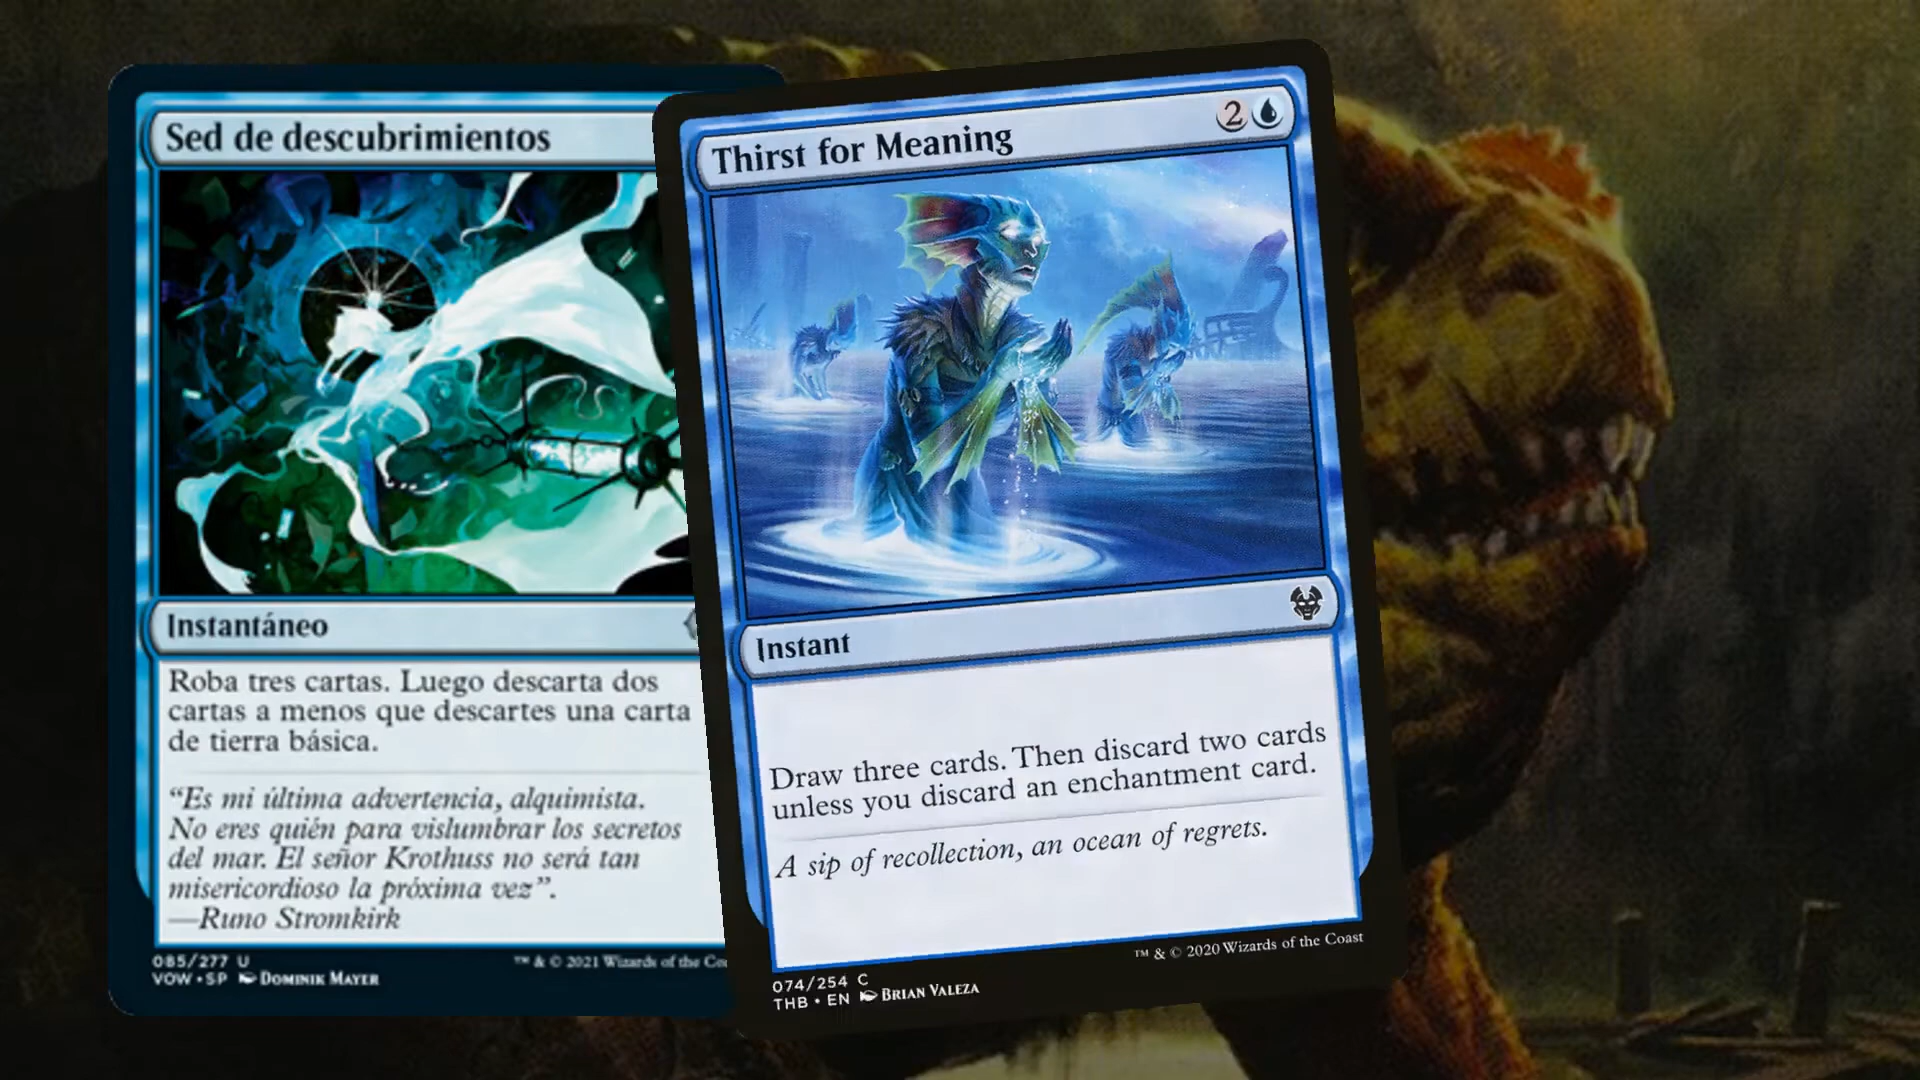 Sed de descubrimientos
Instantáneo
Roba tres cartas. Luego descarta dos
cartas a menos que descartes una carta
de tierra básica.
“Es mi última advertencia, alquimista.
No eres quién para vislumbrar los secretos
del mar. El señor Krothuss no será tan
misericordioso la próxima vez”.
—Runo Stromkirk
085/277 U
VOW • SP DOMINIK MAYER
™ & © 2021 Wizards of the
Thirst for Meaning
2
Instant
Draw three cards. Then discard two cards
unless you discard an enchantment card.
A sip of recollection, an ocean of regrets.
074/254 C
THB • EN BRIAN VALEZA
™ & © 2020 Wizards of the Coast